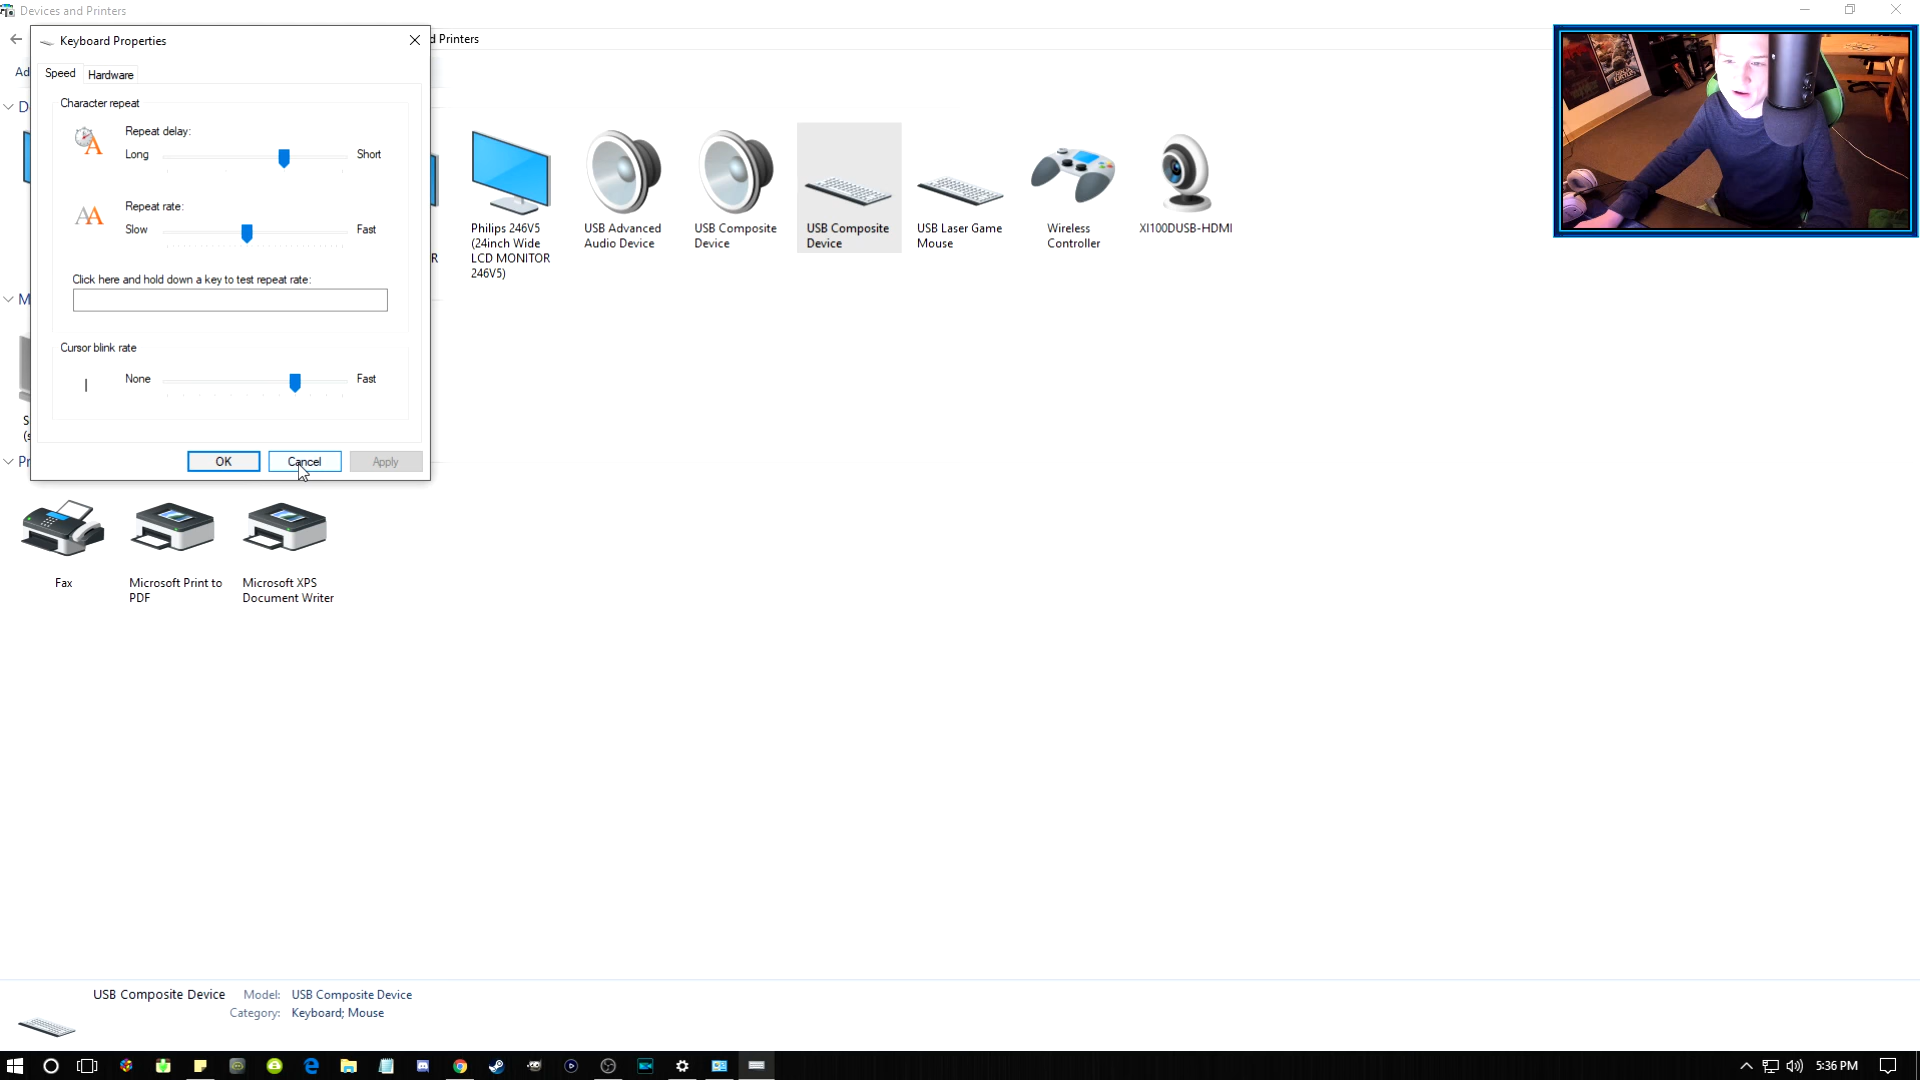 Devices and Printers
Keyboard Properties
d Printers
Ad
Speed
Hardware
Character repeat
D
Repeat delay:
Long
Short
Repeat rate:
Slow
Fast
Click here and hold down a key to test repeat rate:
M
Cursor blink rate
None
Fast
S
(s
OK
Cancel
Apply
Pr
R
Philips 246V5
(24inch Wide
LCD MONITOR
246V5)
USB Advanced
Audio Device
USB Composite
Device
USB Composite
Device
USB Laser Game
Mouse
Wireless
Controller
XI100DUSB-HDMI
Fax
Microsoft Print to
PDF
Microsoft XPS
Document Writer
USB Composite Device
Model:
USB Composite Device
Category:
Keyboard; Mouse
5:36 PM